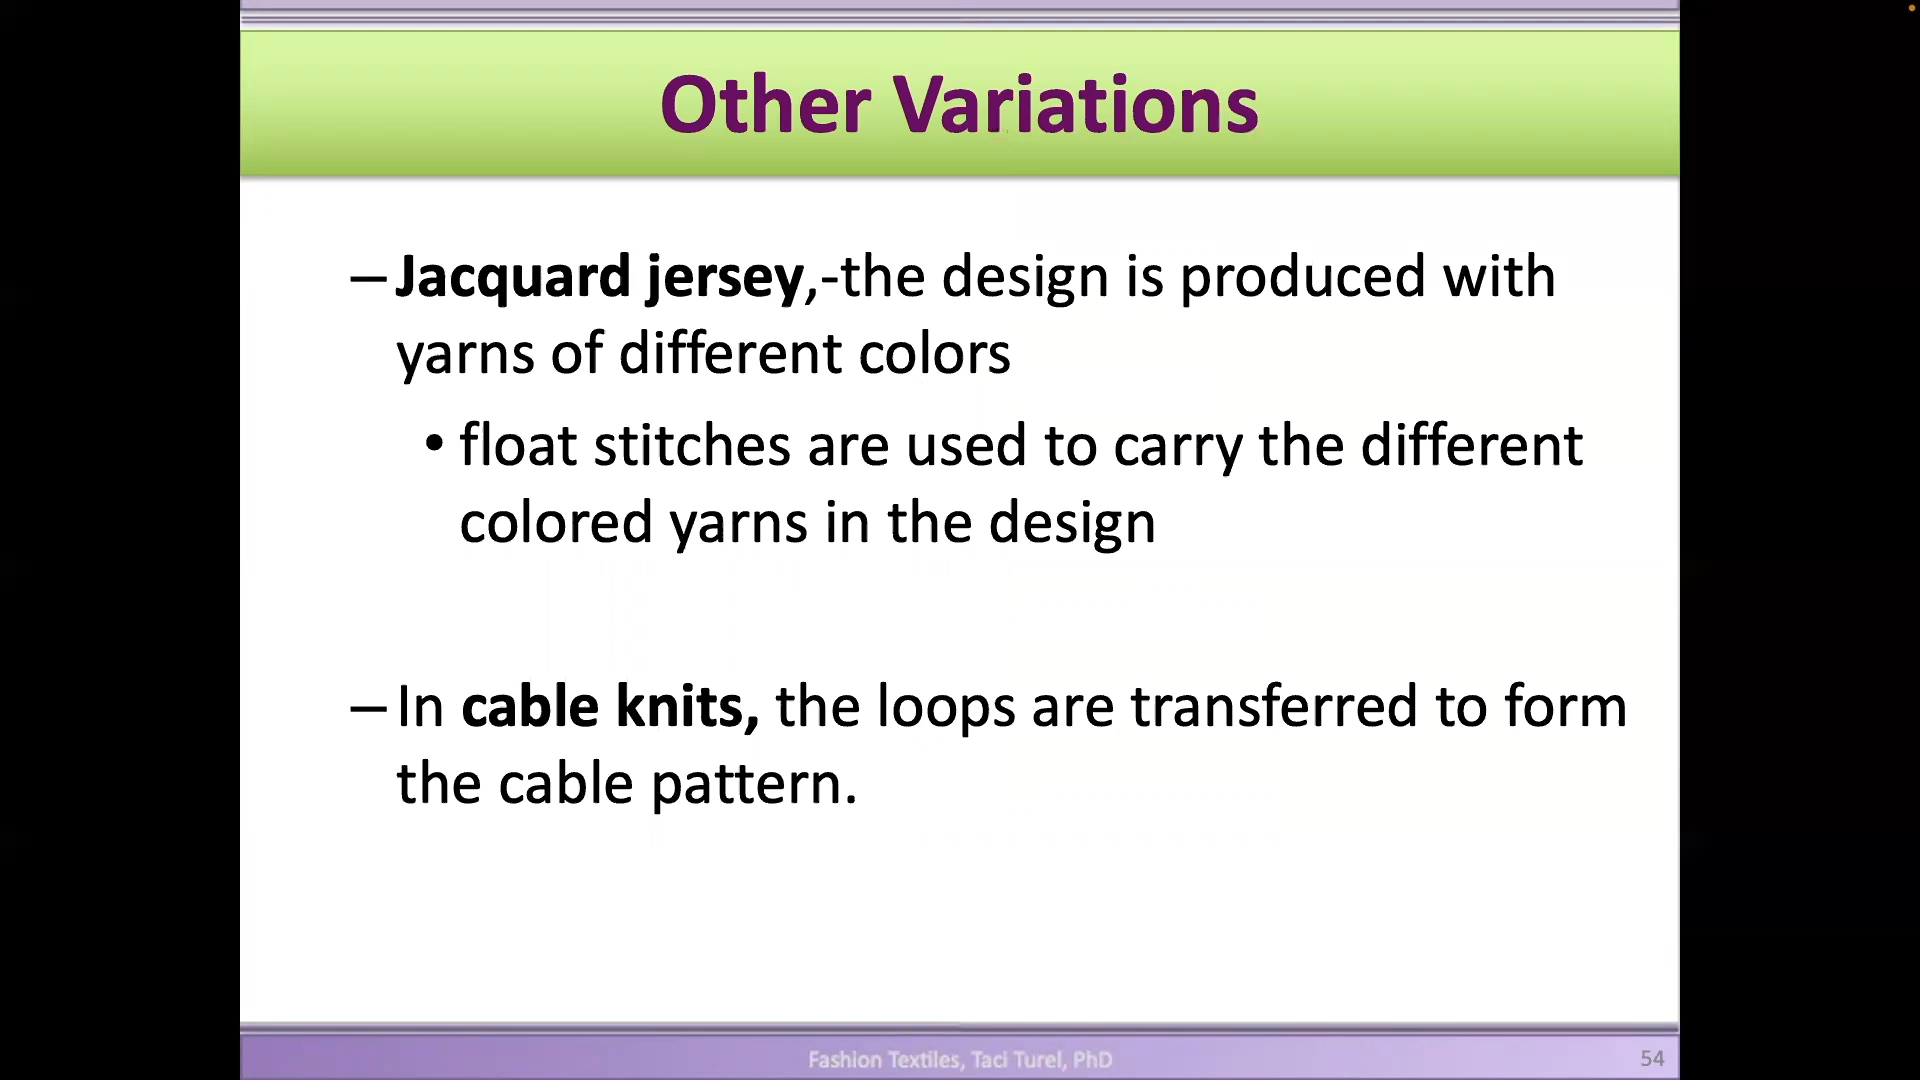 Other Variations
– Jacquard jersey,-the design is produced with
yarns of different colors
• float stitches are used to carry the different
colored yarns in the design
– In cable knits, the loops are transferred to form
the cable pattern.
Fashion Textiles, Taci Turel, PhD
54